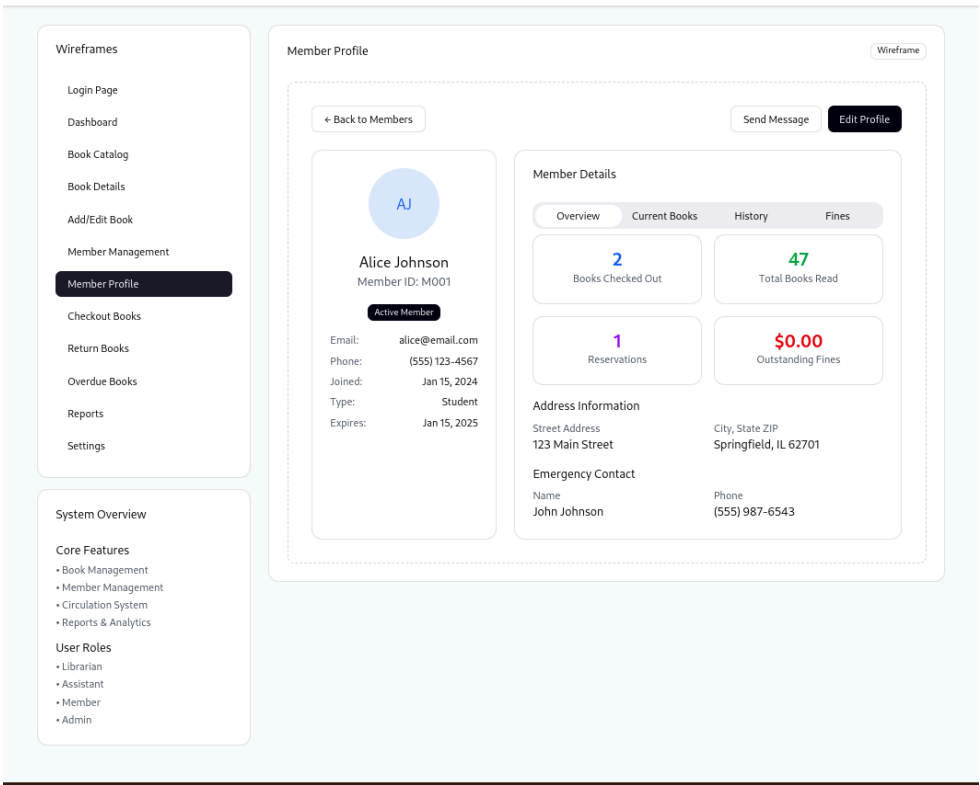 Wireframes
Login Page
Dashboard
Book Catalog
Book Details
Add/Edit Book
Member Management
Member Profile
Checkout Books
Return Books
Overdue Books
Reports
Settings
System Overview
Core Features
• Book Management
• Member Management
• Circulation System
• Reports & Analytics
User Roles
• Librarian
• Assistant
• Member
• Admin
Member Profile
Wireframe
← Back to Members
Send Message
Edit Profile
AJ
Alice Johnson
Member ID: M001
Active Member
Email: alice@email.com
Phone: (555) 123-4567
Joined: Jan 15, 2024
Type: Student
Expires: Jan 15, 2025
Member Details
Overview Current Books History Fines
2
Books Checked Out
47
Total Books Read
1
Reservations
$0.00
Outstanding Fines
Address Information
Street Address
123 Main Street
City, State ZIP
Springfield, IL 62701
Emergency Contact
Name
John Johnson
Phone
(555) 987-6543